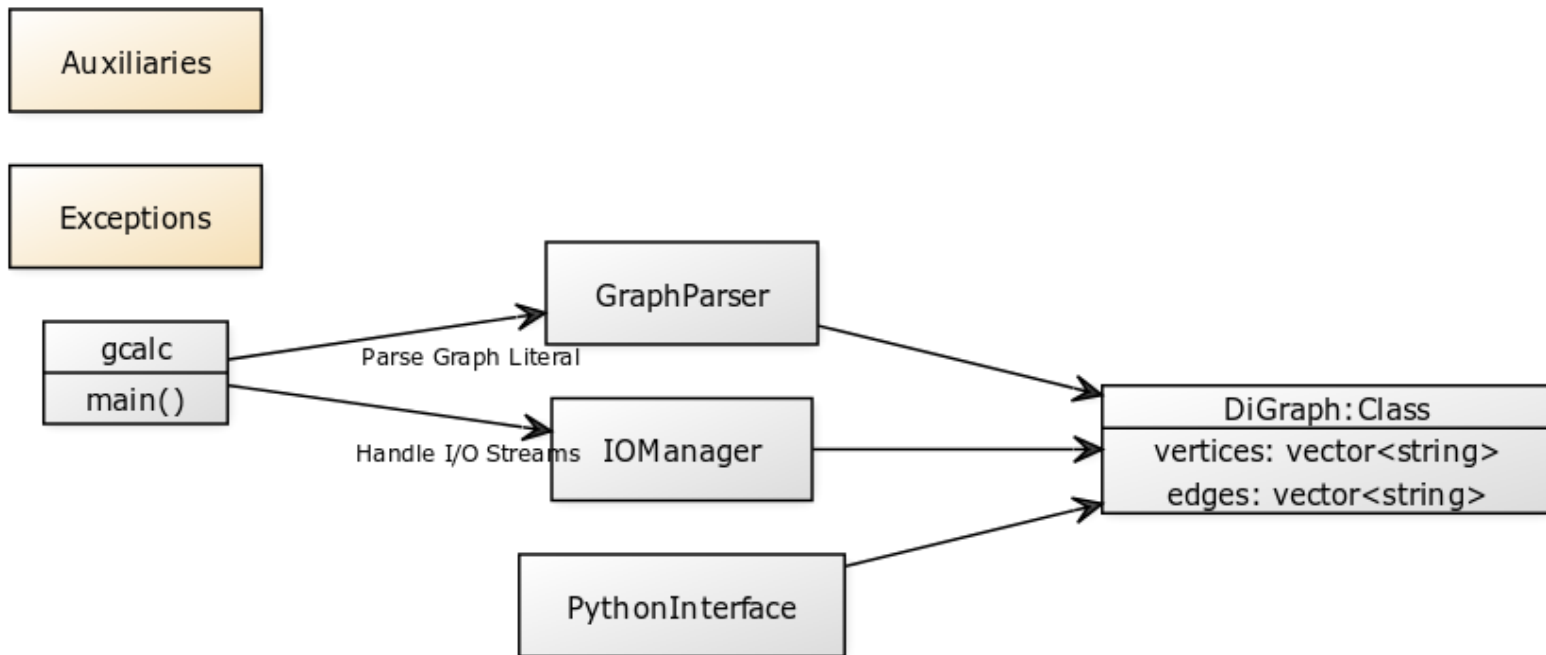 Auxiliaries
Exceptions
gcalc
main()
Parse Graph Literal
Handle I/O Streams
GraphParser
IOManager
PythonInterface
DiGraph:Class
vertices: vector<string>
edges: vector<string>